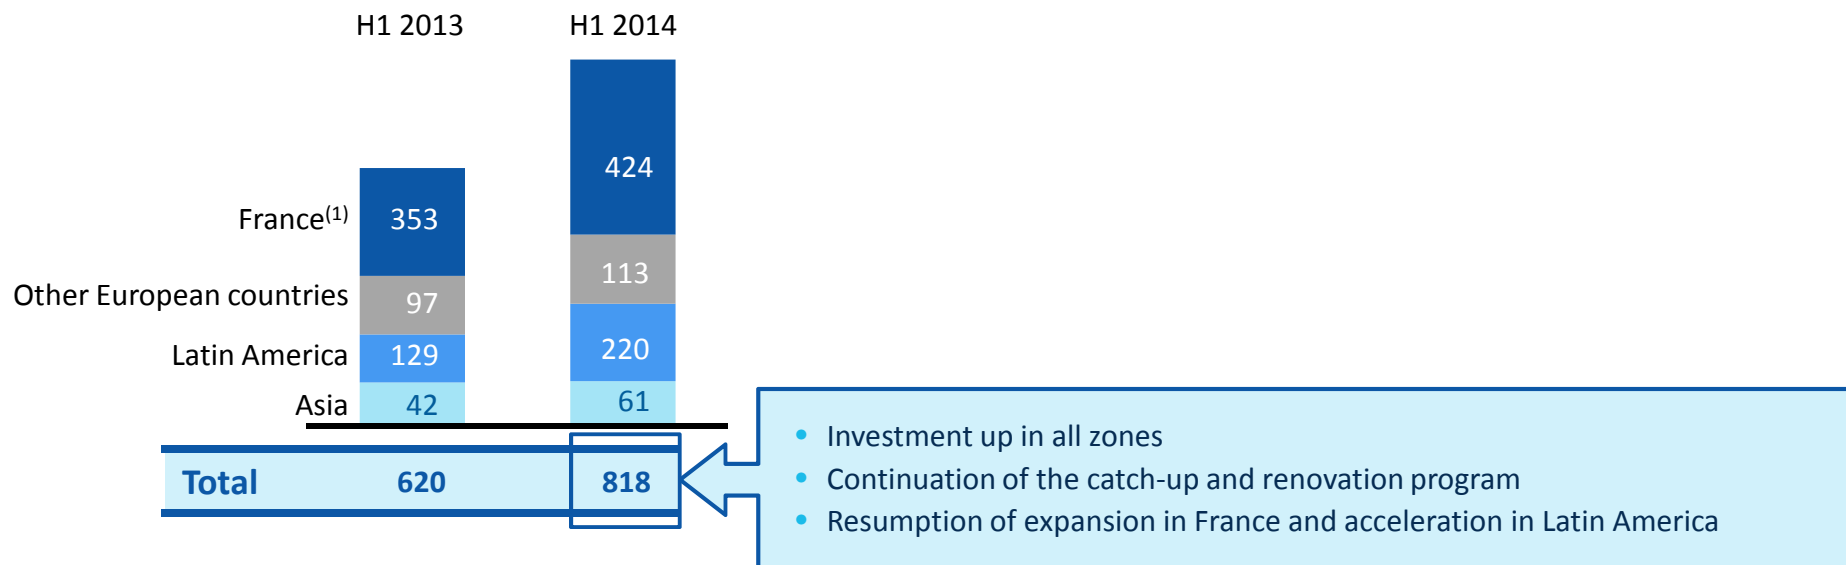 H1 2013 H1 2014
France(1) 353 424
Other European countries 97 113
Latin America 129 220
Asia 42 61
Total 620 818
• Investment up in all zones
• Continuation of the catch-up and renovation program
• Resumption of expansion in France and acceleration in Latin America